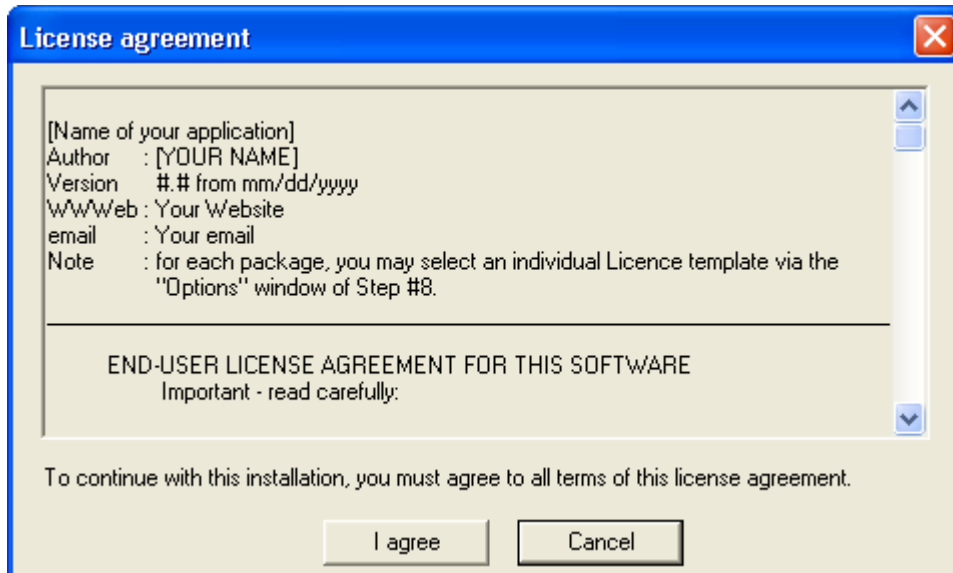 License agreement
[Name of your application]
Author : [YOUR NAME]
Version #.# from mm/dd/yyyy
WWWeb : Your Website
email : Your email
Note : for each package, you may select an individual Licence template via the
"Options" window of Step #8.
END-USER LICENSE AGREEMENT FOR THIS SOFTWARE
Important - read carefully:
To continue with this installation, you must agree to all terms of this license agreement.
I agree
Cancel